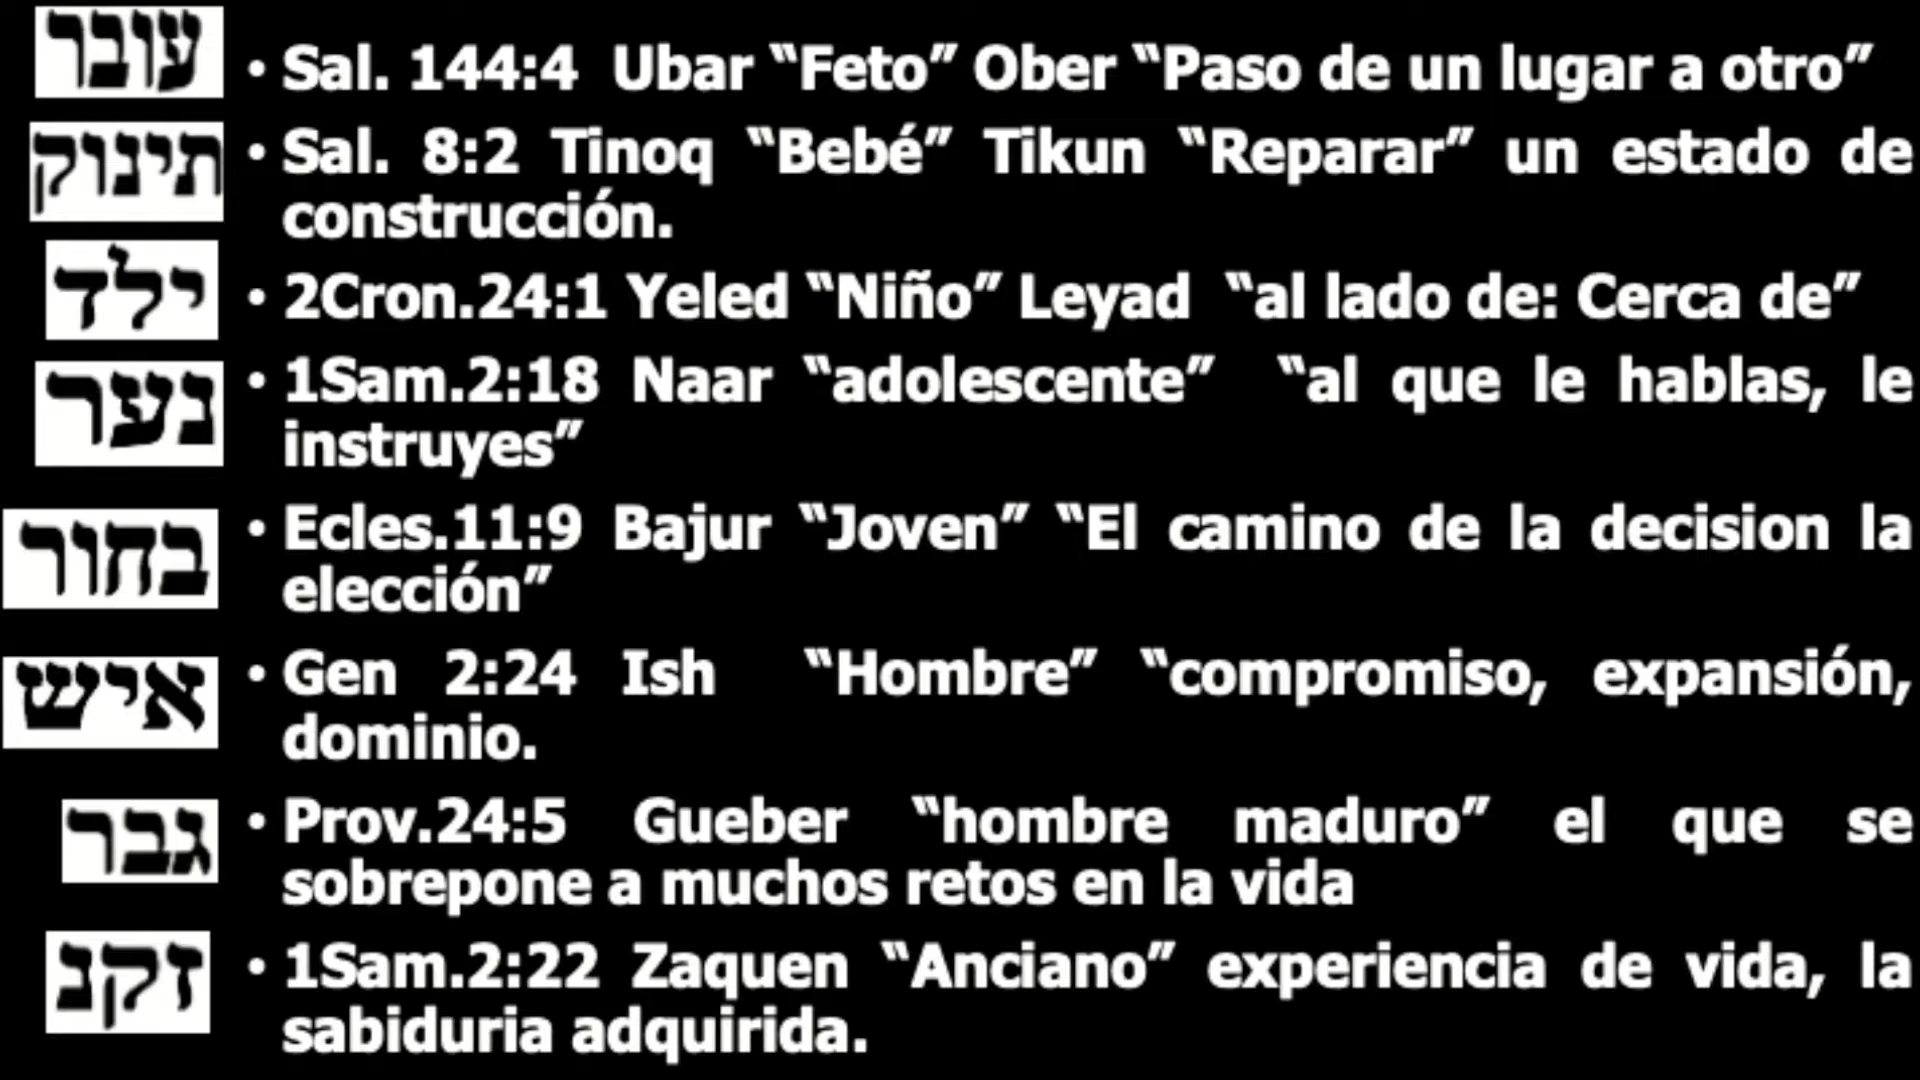 עובר
• Sal. 144:4 Ubar “Feto” Ober “Paso de un lugar a otro”
תינוק
• Sal. 8:2 Tinoq “Bebé” Tikun “Reparar” un estado de
construcción.
ילד
• 2Cron.24:1 Yeled “Niño” Leyad “al lado de: Cerca de”
נער
• 1Sam.2:18 Naar “adolescente” “al que le hablas, le
instruyes”
בחור
• Ecles.11:9 Bajur “Joven” “El camino de la decision la
elección”
איש
• Gen 2:24 Ish “Hombre” “compromiso, expansión,
dominio.
גבר
• Prov.24:5 Gueber “hombre maduro” el que se
sobrepone a muchos retos en la vida
זקנ
• 1Sam.2:22 Zaquen “Anciano” experiencia de vida, la
sabiduria adquirida.